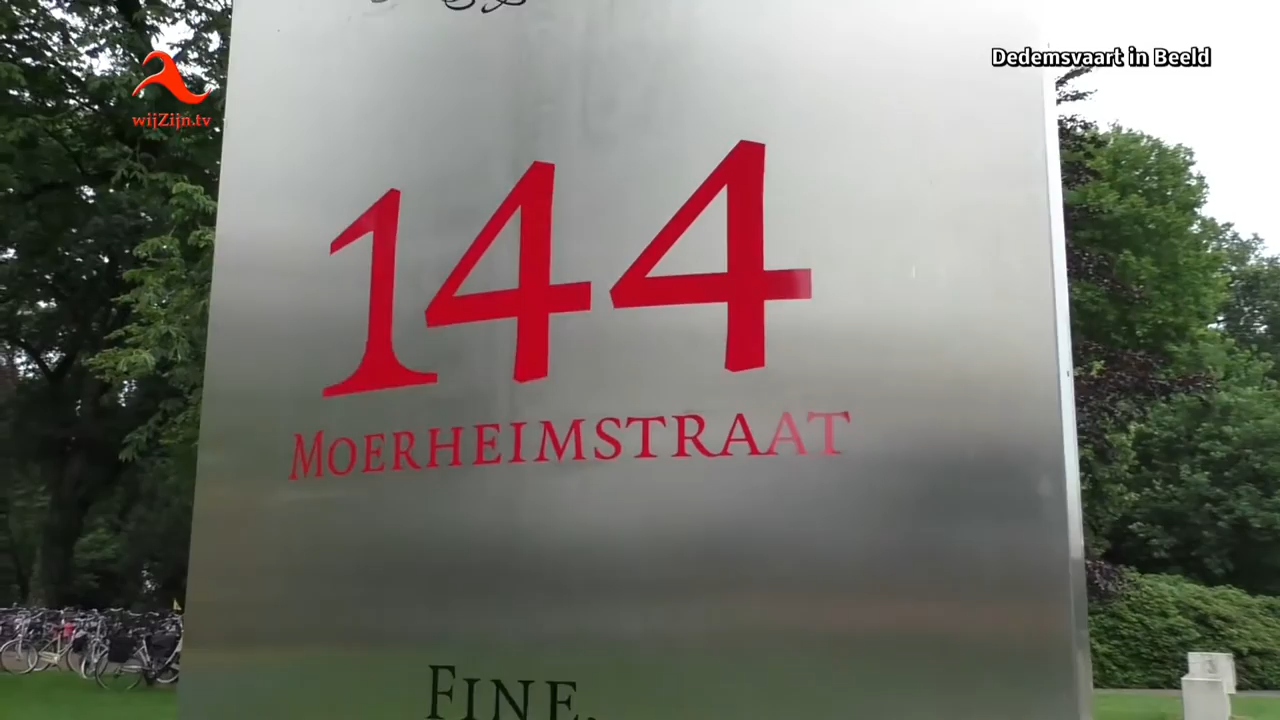 Dedemsvaart in Beeld
wijZijn.tv
144
MOERHEIMSTRAAT
FINE.